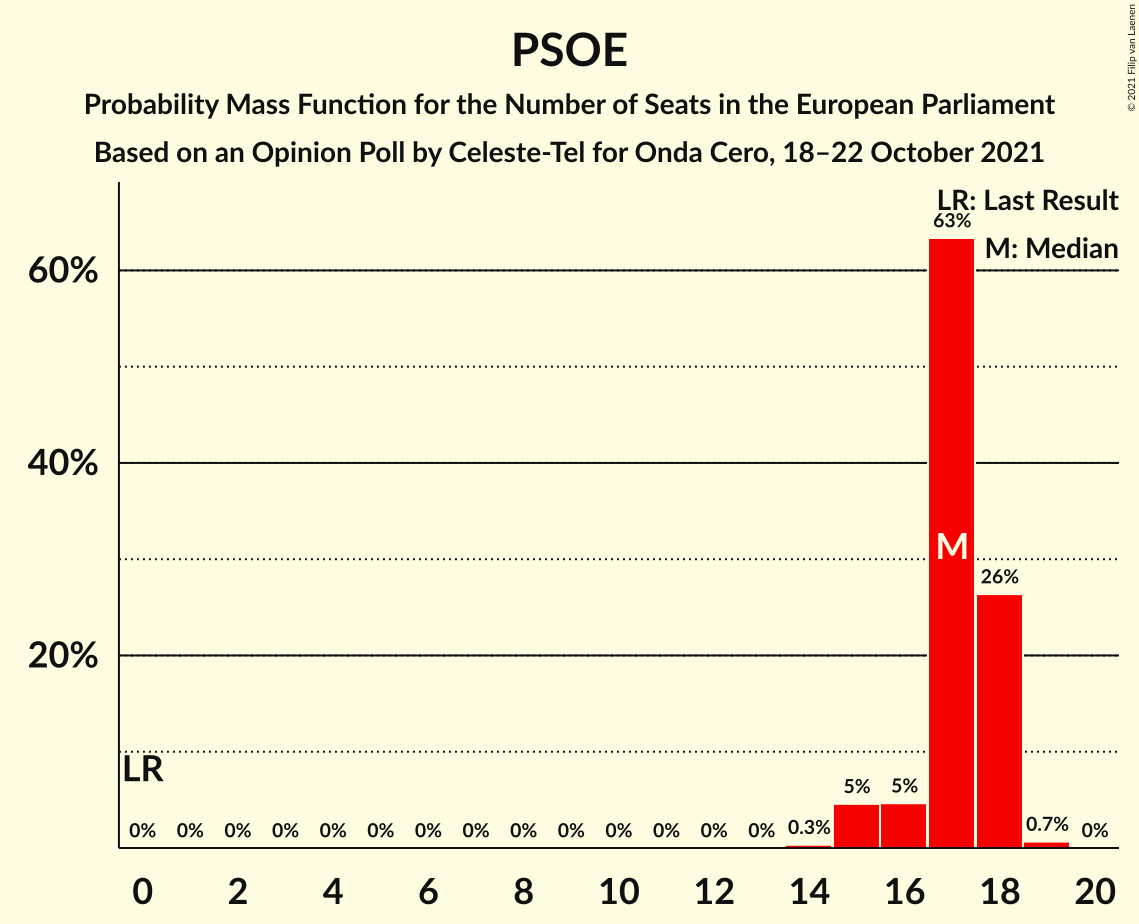 PSOE
Probability Mass Function for the Number of Seats in the European Parliament
Based on an Opinion Poll by Celeste-Tel for Onda Cero, 18–22 October 2021
© 2021 Filip van Laenen
LR: Last Result
M: Median
60%
40%
20%
LR
0% 0% 0% 0% 0% 0% 0% 0% 0% 0% 0% 0% 0% 0% 0.3% 5% 5% 63% 26% 0.7% 0%
M
0 2 4 6 8 10 12 14 16 18 20